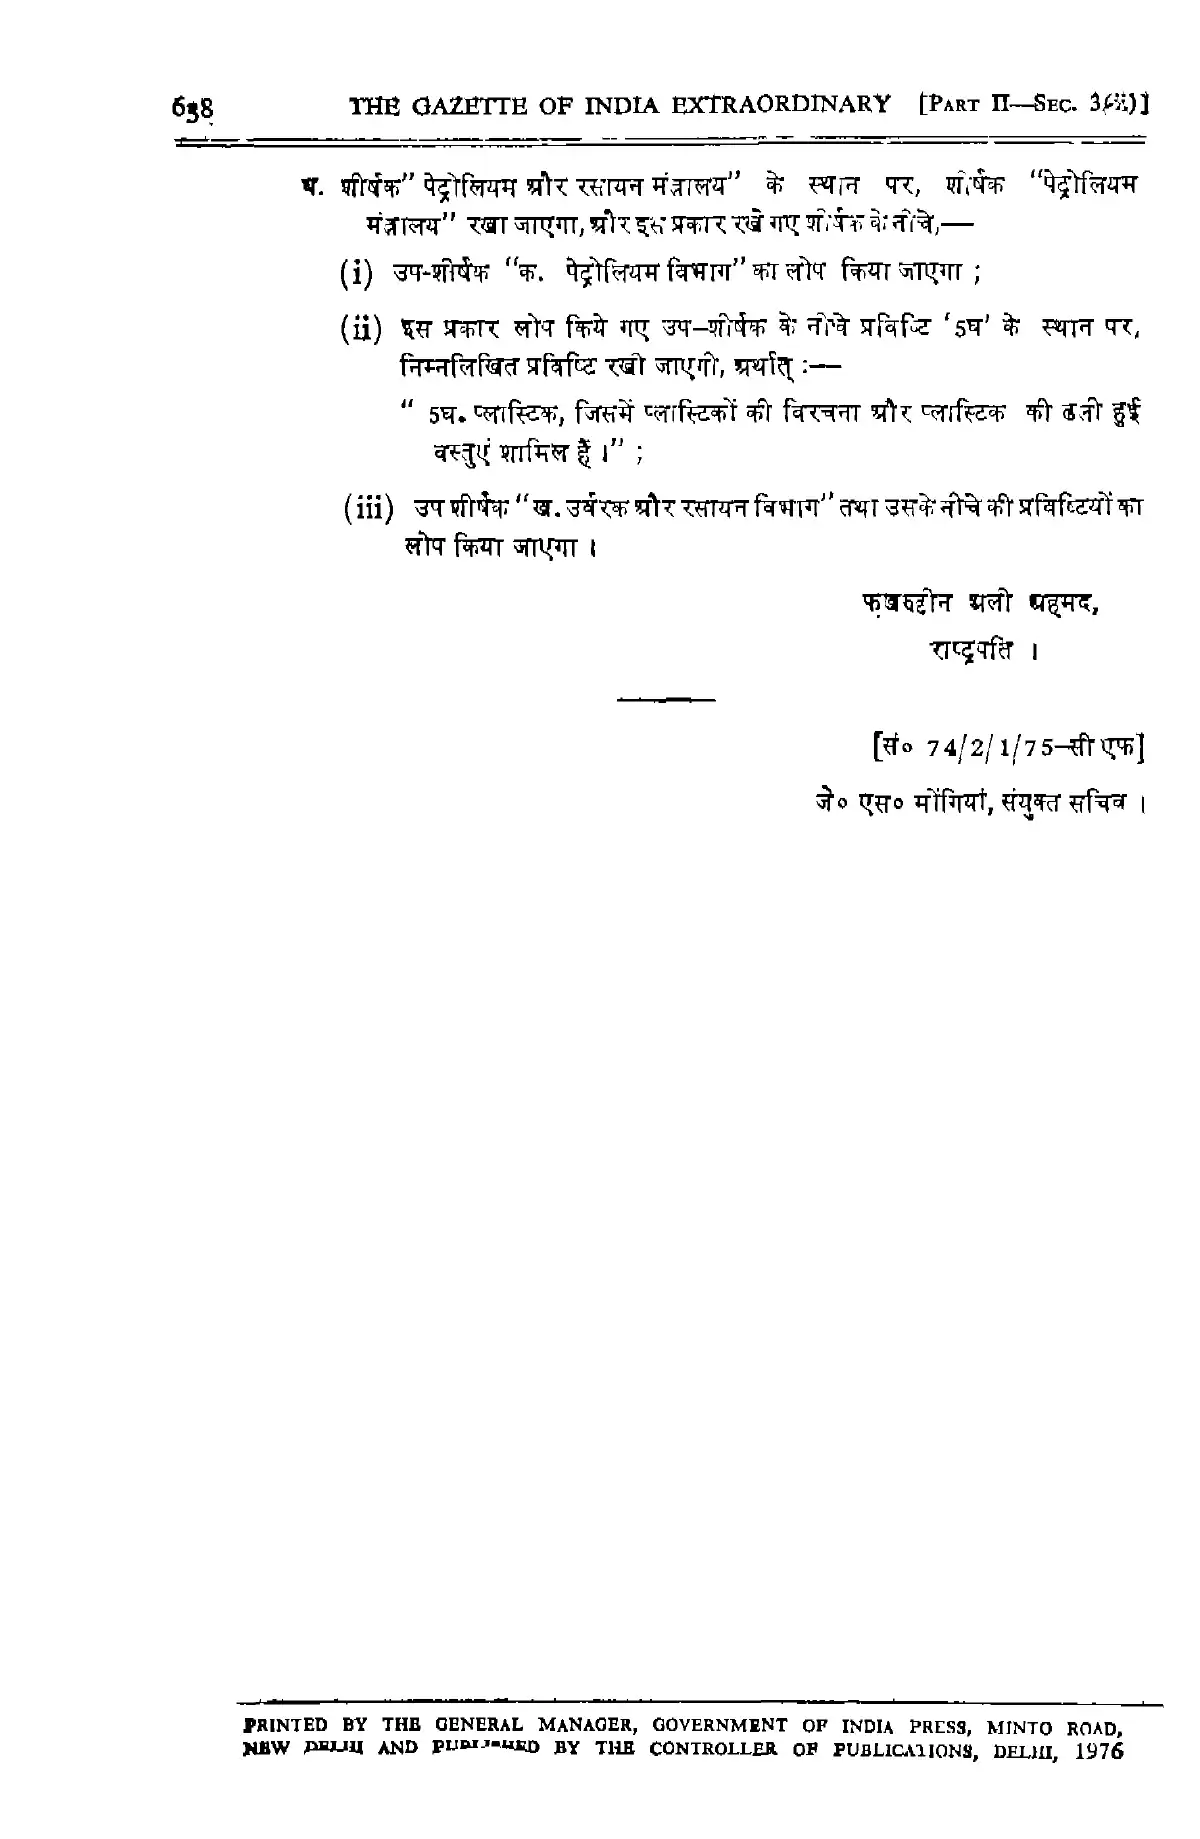 638 THE GAZETTE OF INDIA EXTRAORDINARY [PART II—SEC. 3(ii)]
घ. शीर्षक" पेट्रोलियम और रसायन मंत्रालय" के स्थान पर, शीर्षक "पेट्रोलियम
मंत्रालय" रखा जाएगा, और इस प्रकार रखे गए शीर्षक के नीचे,—
(i) उप-शीर्षक "क. पेट्रोलियम विभाग" का लोप किया जाएगा ;
(ii) इस प्रकार लोप किये गए उप-शीर्षक के नीचे प्रविष्टि '5घ' के स्थान पर,
निम्नलिखित प्रविष्टि रखी जाएगी, अर्थात् :—
" 5घ. प्लास्टिक, जिसमें प्लास्टिकों की विरचना और प्लास्टिक की बनी हुई
वस्तुएं शामिल हैं ।" ;
(iii) उप शीर्षक "ख. उर्वरक और रसायन विभाग" तथा उसके नीचे की प्रविष्टियों का
लोप किया जाएगा ।
फ़खरुद्दीन अली अहमद,
राष्ट्रपति ।
[सं० 74/2/1/75-सी एफ]
जे० एस० मोंगियां, संयुक्त सचिव ।
PRINTED BY THE GENERAL MANAGER, GOVERNMENT OF INDIA PRESS, MINTO ROAD,
NEW DELHI AND PUBLISHED BY THE CONTROLLER OF PUBLICATIONS, DELHI, 1976